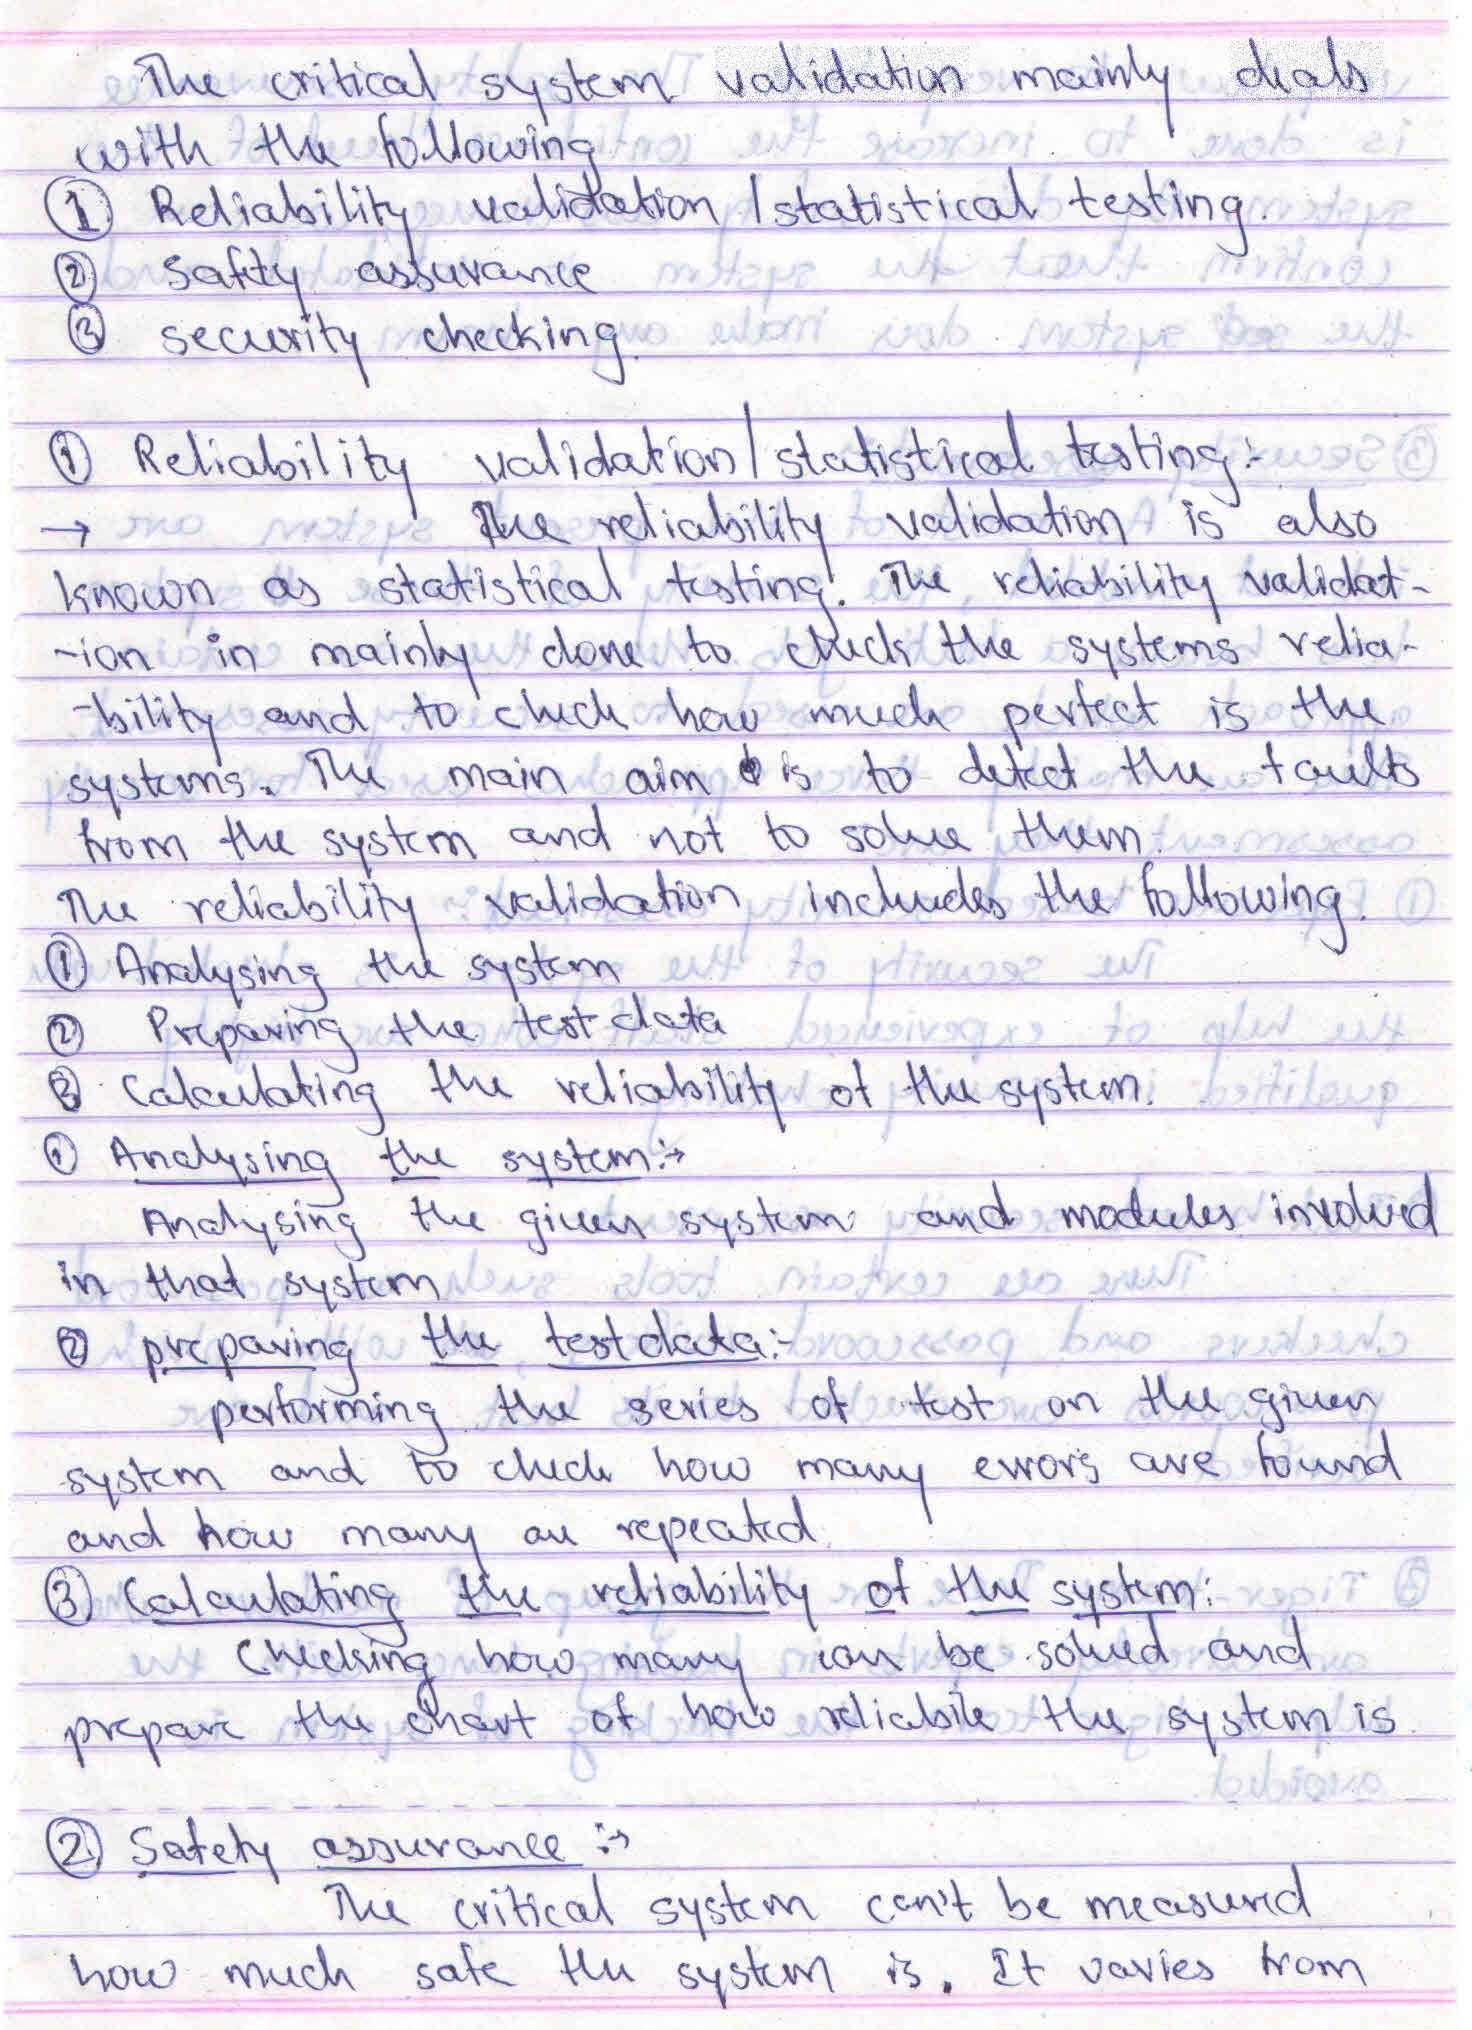 The critical system validation mainly deals
with the following
① Reliability validation / statistical testing.
② safety assurance
③ security checking.
① Reliability validation / statistical testing :-
→ The reliability validation is also
known as statistical testing. The reliability validat-
-ion in mainly done to check the systems relia-
-bility and to check how much perfect is the
systems. The main aim is to detect the faults
from the system and not to solve them.
The reliability validation includes the following.
① Analysing the system
② Preparing the test data
③ Calculating the reliability of the system.
① Analysing the system :→
Analysing the given system and modules involved
in that system
② preparing the test data :-
performing the series of test on the given
system and to check how many errors are found
and how many are repeated.
③ Calculating the reliability of the system :
Checking how many can be solved and
prepare the chart of how reliabile the system is.
② Safety assurance :→
The critical system can't be measured
how much safe the system is. It varies from